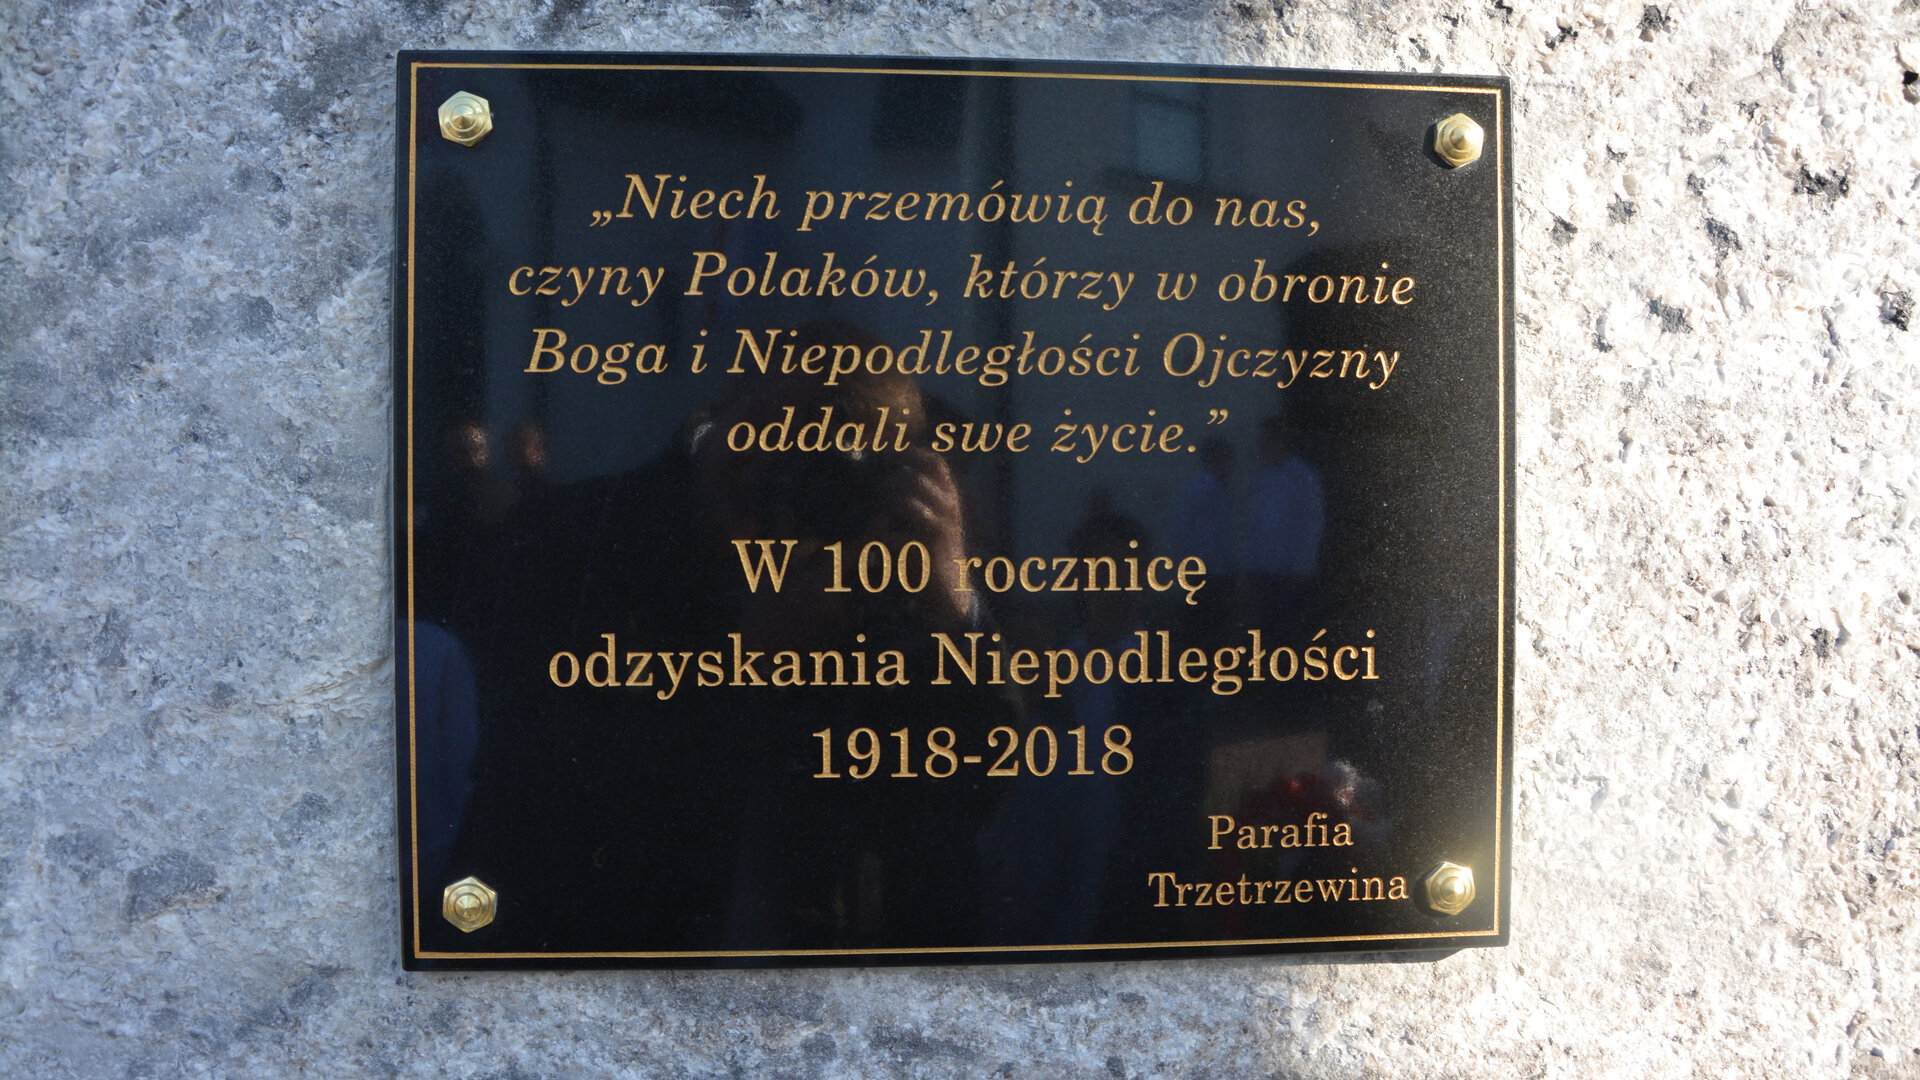 „Niech przemówią do nas,
czyny Polaków, którzy w obronie
Boga i Niepodległości Ojczyzny
oddali swe życie.”
W 100 rocznicę
odzyskania Niepodległości
1918-2018
Parafia
Trzetrzewina